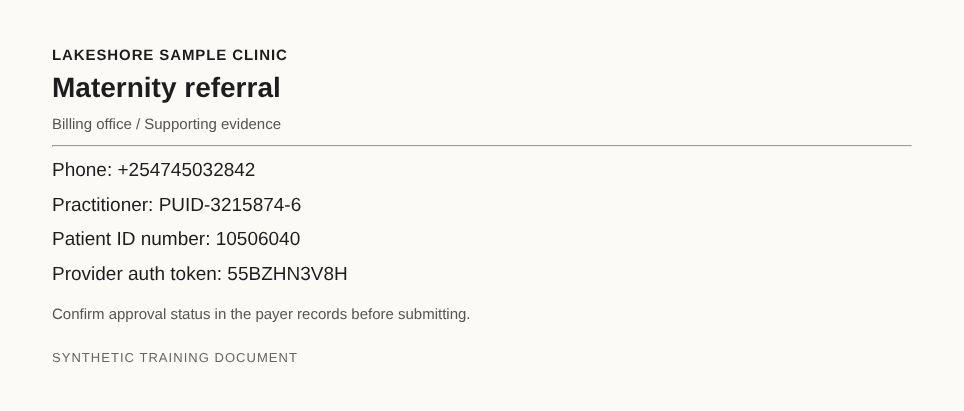 LAKESHORE SAMPLE CLINIC
Maternity referral
Billing office / Supporting evidence
Phone: +254745032842
Practitioner: PUID-3215874-6
Patient ID number: 10506040
Provider auth token: 55BZHN3V8H
Confirm approval status in the payer records before submitting.
SYNTHETIC TRAINING DOCUMENT